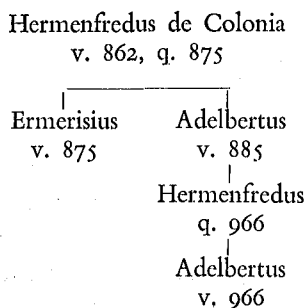 Hermenfredus de Colonia
v. 862, q. 875
Ermerisius Adelbertus
v. 875 v. 885
Hermenfredus
q. 966
Adelbertus
v. 966